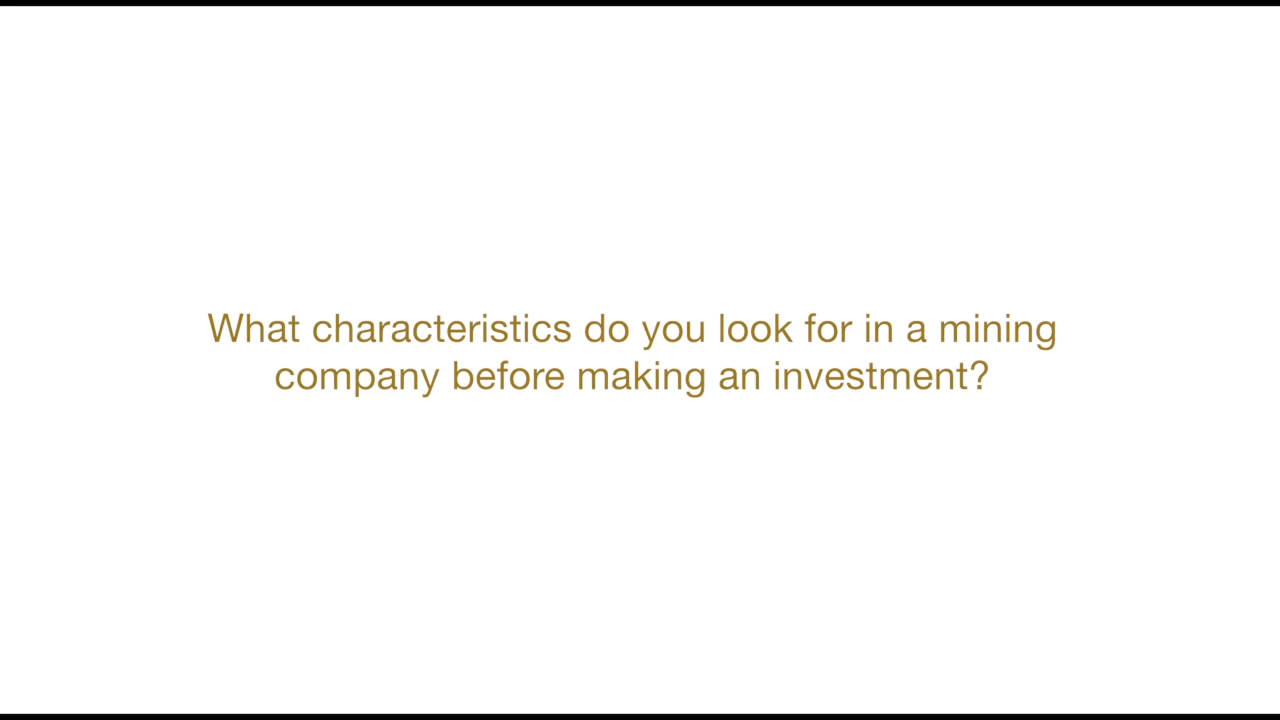 What characteristics do you look for in a mining
company before making an investment?